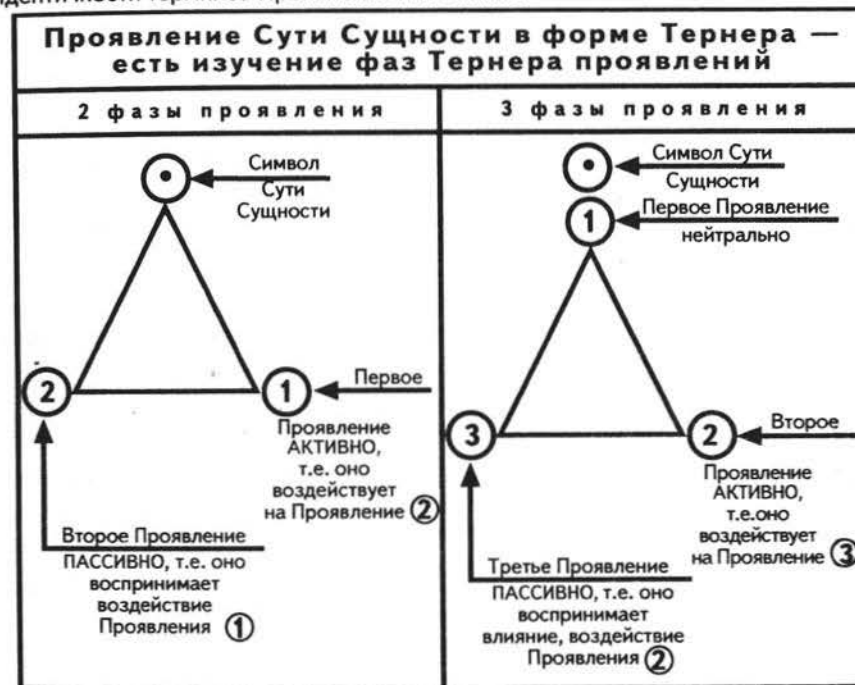 Проявление Сути Сущности в форме Тернера —
есть изучение фаз Тернера проявлений
2 фазы проявления
Символ
Сути
Сущности
2
1
Первое
Проявление
АКТИВНО,
т.е. оно
воздействует
на Проявление 2
Второе Проявление
ПАССИВНО, т.е. оно
воспринимает
воздействие
Проявления 1
3 фазы проявления
Символ Сути
Сущности
1
Первое Проявление
нейтрально
3
2
Второе
Проявление
АКТИВНО,
т.е.оно
воздействует
на Проявление 3
Третье Проявление
ПАССИВНО, т.е. оно
воспринимает
влияние, воздействие
Проявления 2